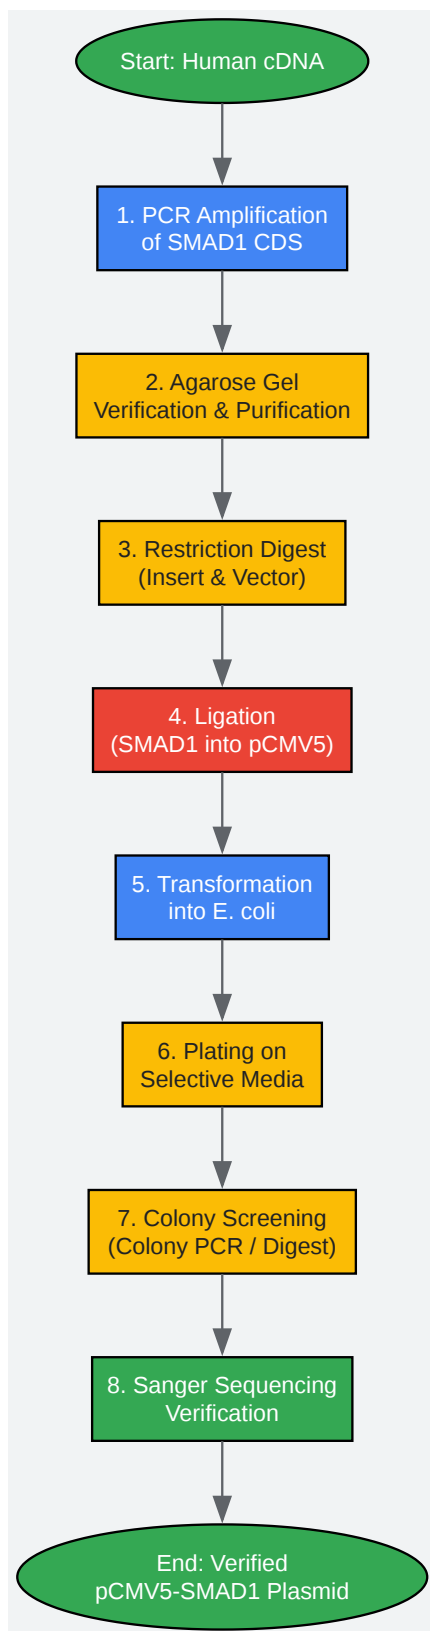 Start: Human cDNA
1. PCR Amplification
of SMAD1 CDS
2. Agarose Gel
Verification & Purification
3. Restriction Digest
(Insert & Vector)
4. Ligation
(SMAD1 into pCMV5)
5. Transformation
into E. coli
6. Plating on
Selective Media
7. Colony Screening
(Colony PCR / Digest)
8. Sanger Sequencing
Verification
End: Verified
pCMV5-SMAD1 Plasmid